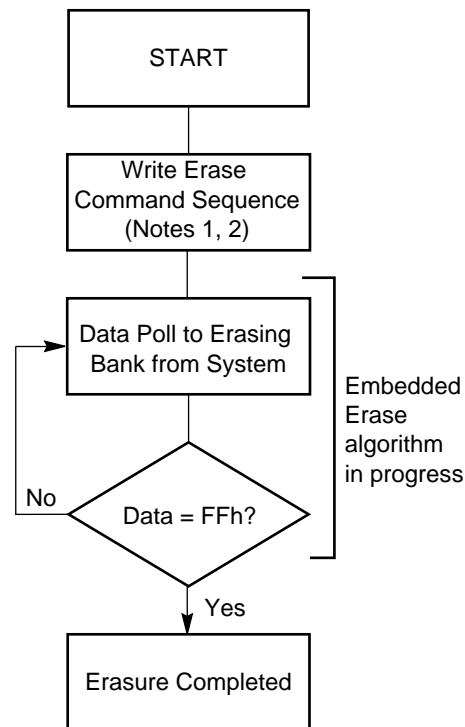 START
Write Erase
Command Sequence
(Notes 1, 2)
Data Poll to Erasing
Bank from System
Embedded
Erase
algorithm
in progress
No
Data = FFh?
Yes
Erasure Completed